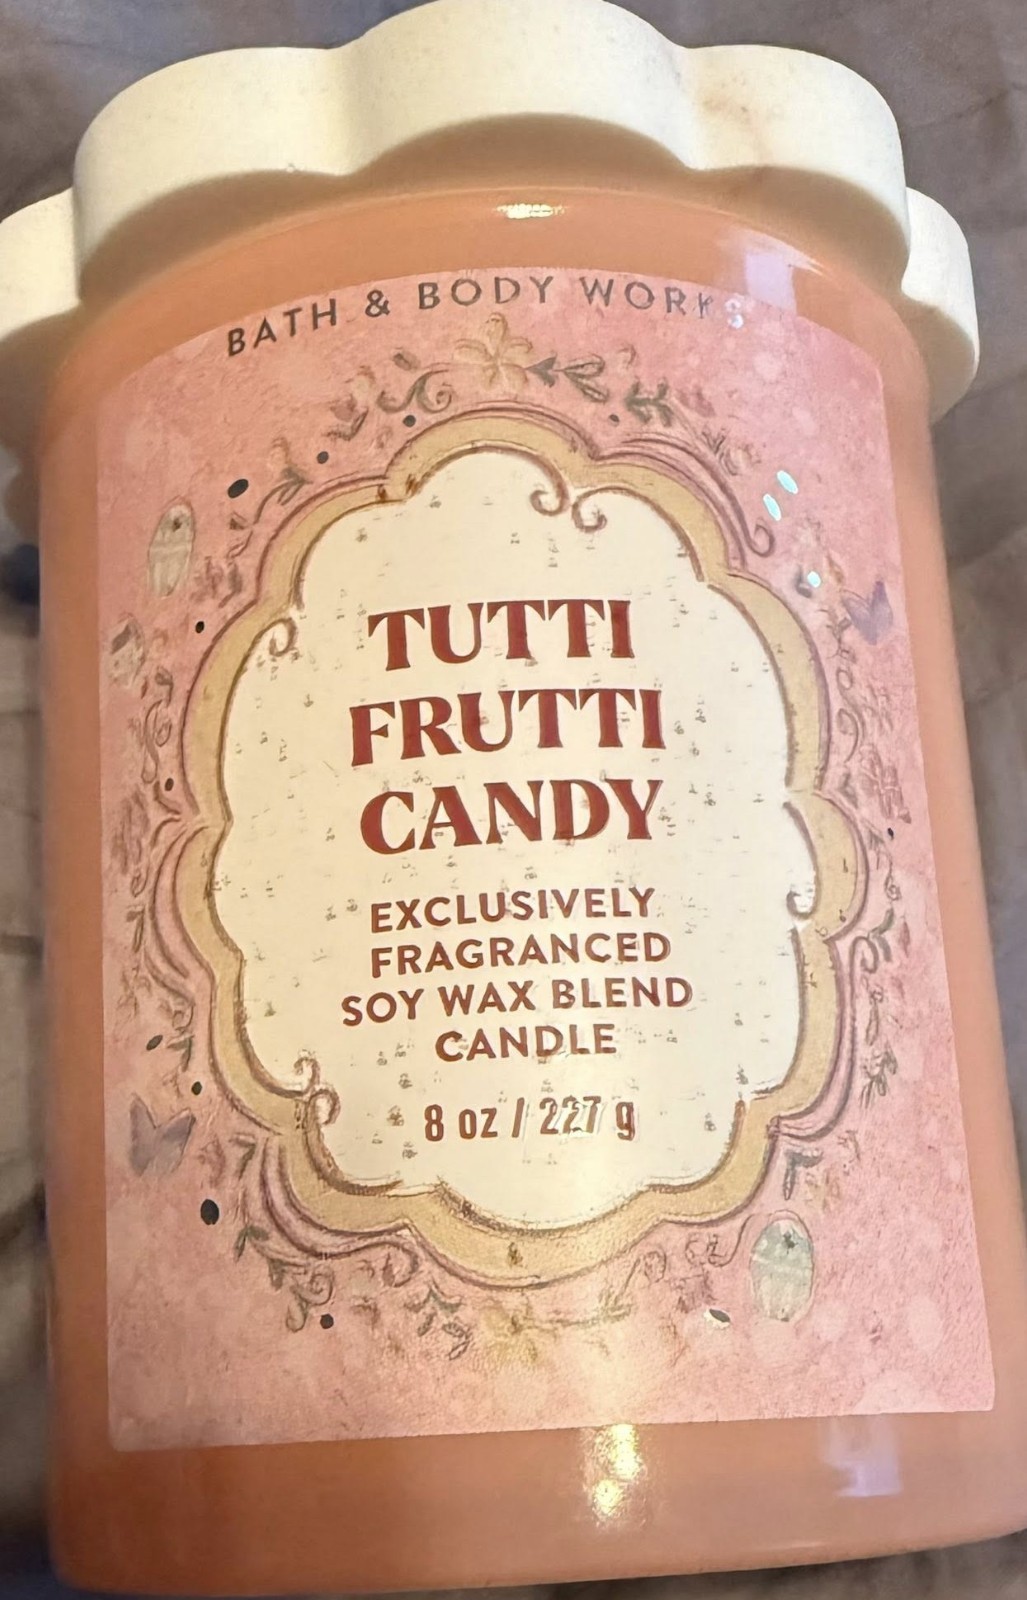 BATH & BODY WORKS
TUTTI
FRUTTI
CANDY
EXCLUSIVELY
FRAGRANCED
SOY WAX BLEND
CANDLE
8 oz / 227 g